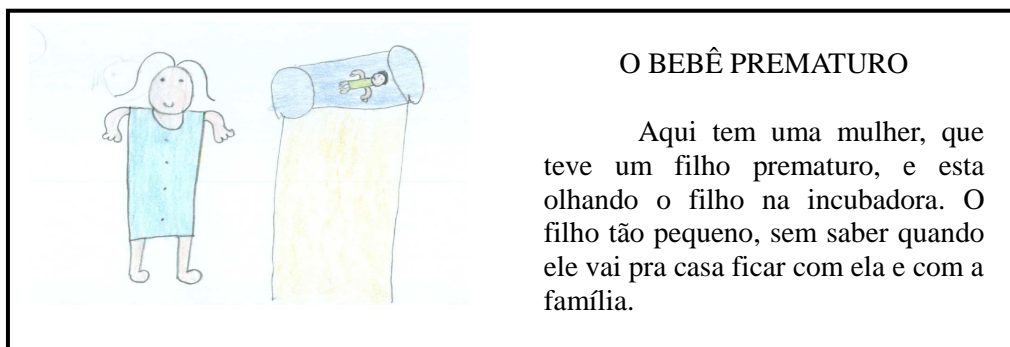 O BEBÊ PREMATURO
Aqui tem uma mulher, que
teve um filho prematuro, e esta
olhando o filho na incubadora. O
filho tão pequeno, sem saber quando
ele vai pra casa ficar com ela e com a
família.